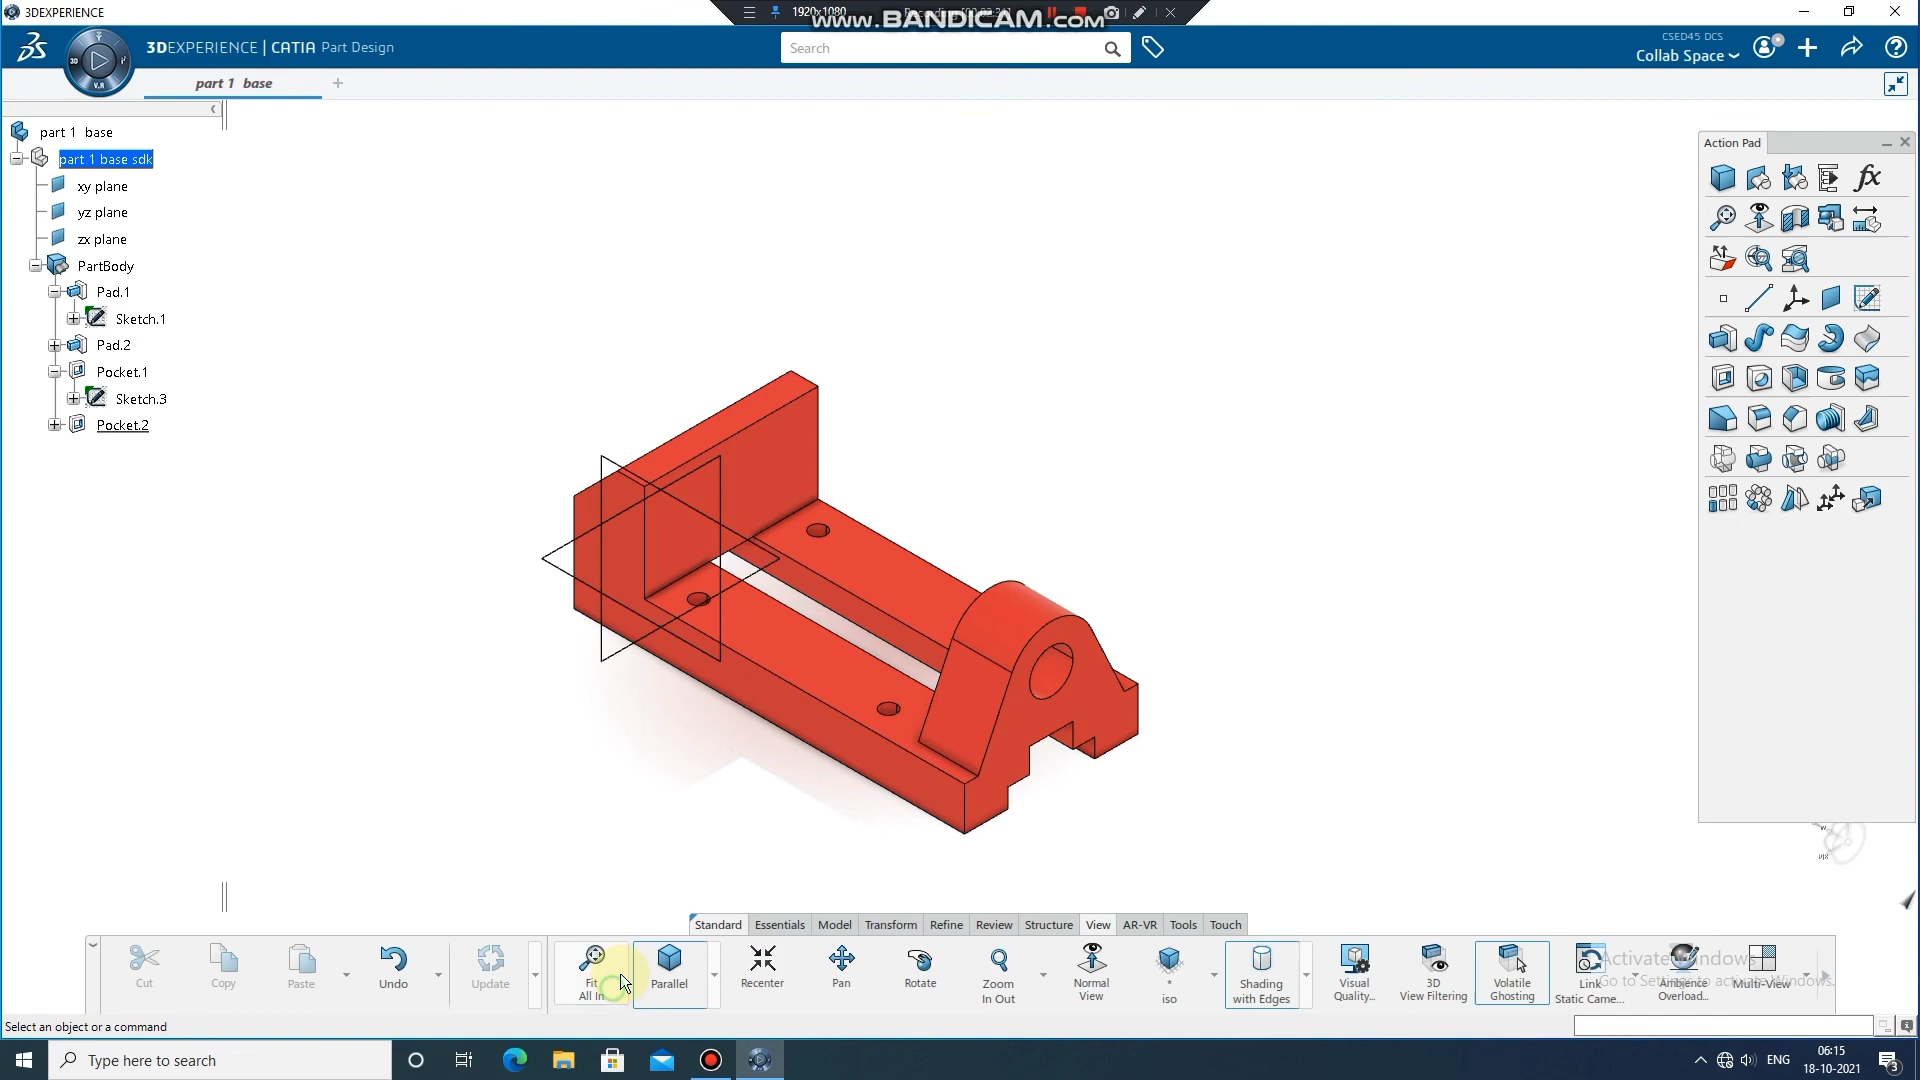 3DEXPERIENCE
1920x1080
www.BANDICAM.com
3DEXPERIENCE | CATIA Part Design
Search
CSED45 DCS
Collab Space
3D
V.R
part 1 base
part 1 base
part 1 base sdk
xy plane
yz plane
zx plane
PartBody
Pad.1
Sketch.1
Pad.2
Pocket.1
Sketch.3
Pocket.2
Action Pad
fx
Standard Essentials Model Transform Refine Review Structure View AR-VR Tools Touch
Cut
Copy
Paste
Undo
Update
Fit All In
Parallel
Recenter
Pan
Rotate
Zoom In Out
Normal View
* iso
Shading with Edges
Visual Quality...
3D View Filtering
Volatile Ghosting
Link Static Came...
Ambience Overload...
Multi-View
Activate Windows
Go to Settings to activate Windows.
Select an object or a command
Type here to search
ENG
06:15
18-10-2021
3